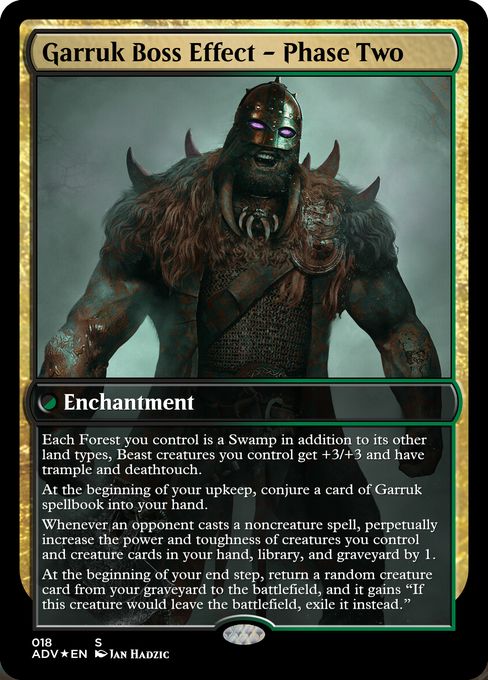 Garruk Boss Effect – Phase Two
Enchantment
Each Forest you control is a Swamp in addition to its other
land types, Beast creatures you control get +3/+3 and have
trample and deathtouch.
At the beginning of your upkeep, conjure a card of Garruk
spellbook into your hand.
Whenever an opponent casts a noncreature spell, perpetually
increase the power and toughness of creatures you control
and creature cards in your hand, library, and graveyard by 1.
At the beginning of your end step, return a random creature
card from your graveyard to the battlefield, and it gains “If
this creature would leave the battlefield, exile it instead.”
018 S
ADV★EN Jan Hadzic